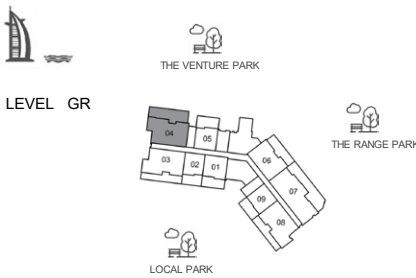 THE VENTURE PARK
LEVEL GR
04
05
THE RANGE PARK
03
02
01
06
07
09
08
LOCAL PARK